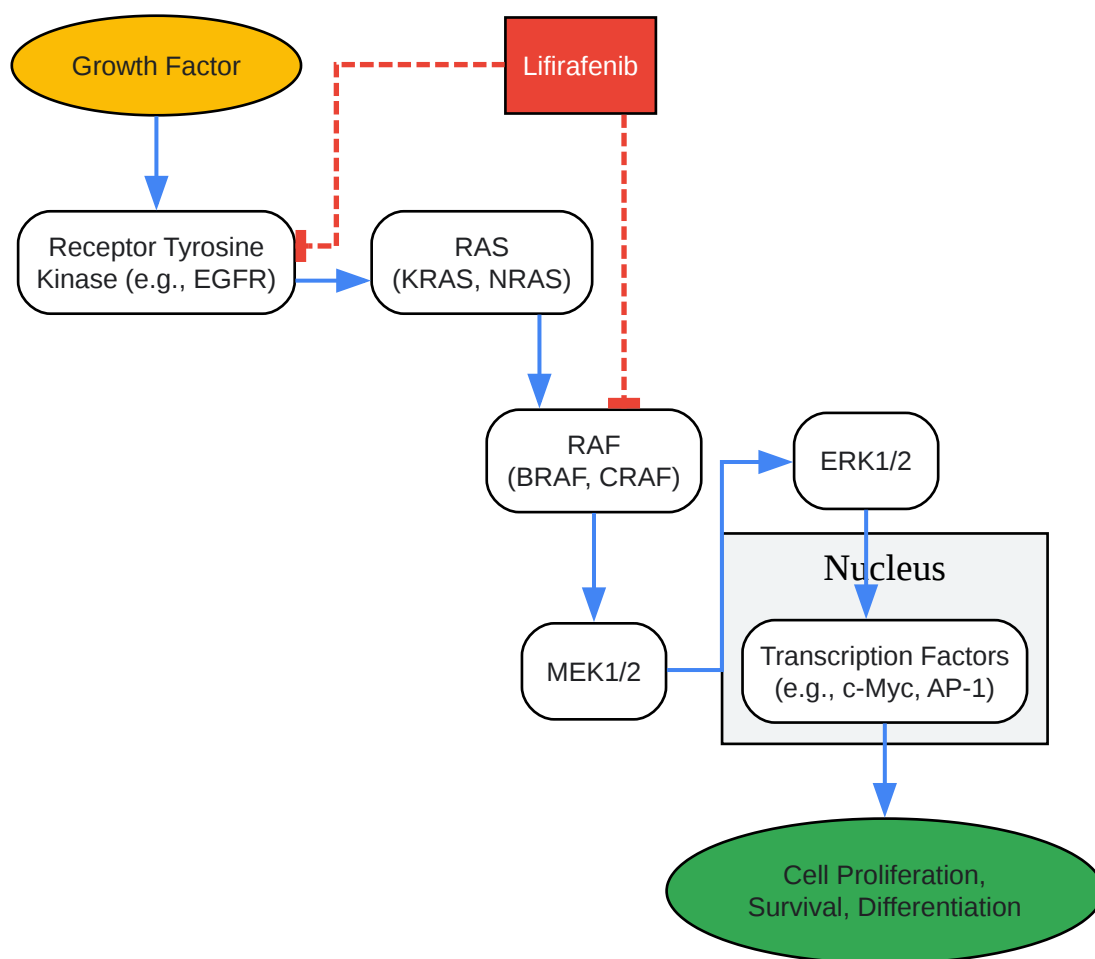 Growth Factor
Lifirafenib
Receptor Tyrosine
Kinase (e.g., EGFR)
RAS
(KRAS, NRAS)
RAF
(BRAF, CRAF)
ERK1/2
Nucleus
MEK1/2
Transcription Factors
(e.g., c-Myc, AP-1)
Cell Proliferation,
Survival, Differentiation